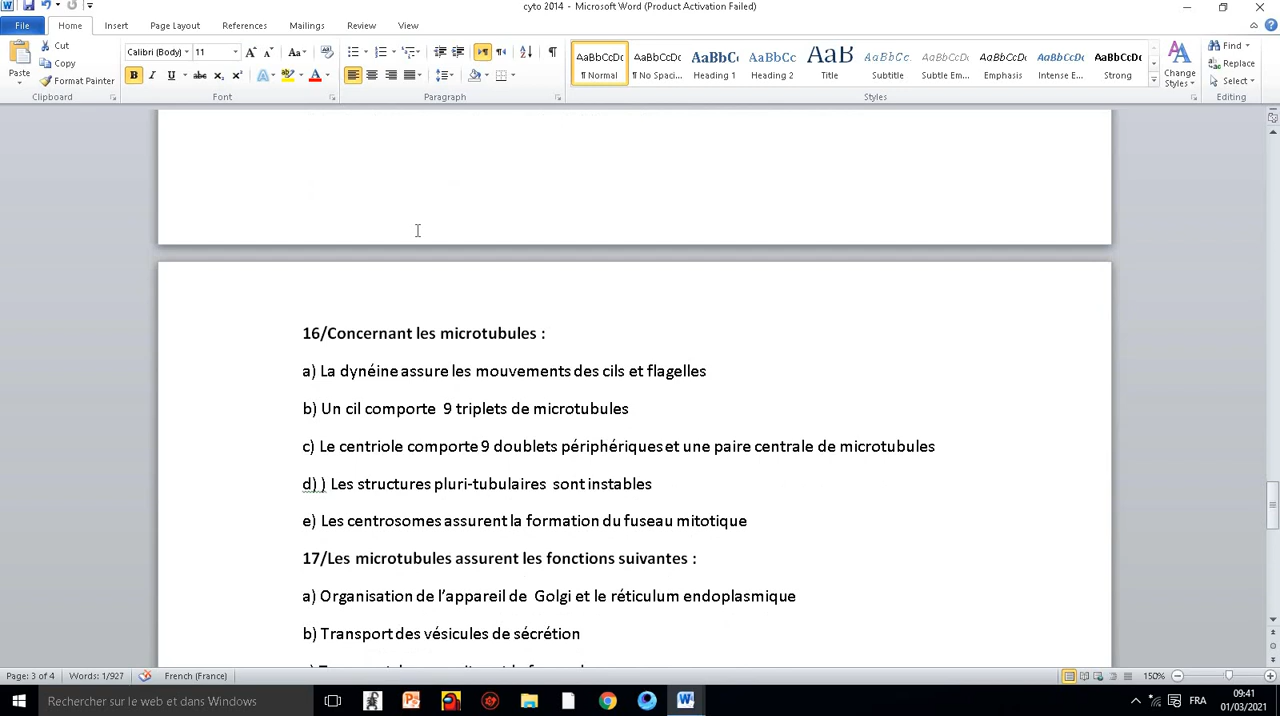 cyto 2014 - Microsoft Word (Product Activation Failed)
File Home Insert Page Layout References Mailings Review View
Paste
Cut
Copy
Format Painter
Clipboard
Calibri (Body) 11
Font
Paragraph
AaBbCcDc AaBbCcDc AaBbC AaBbCc AaB AaBbCc. AaBbCcDc AaBbCcDc AaBbCcDc AaBbCcDc
¶ Normal ¶ No Spaci... Heading 1 Heading 2 Title Subtitle Subtle Em... Emphasis Intense E... Strong
Change Styles
Styles
Find
Replace
Select
Editing
16/Concernant les microtubules :
a) La dynéine assure les mouvements des cils et flagelles
b) Un cil comporte 9 triplets de microtubules
c) Le centriole comporte 9 doublets périphériques et une paire centrale de microtubules
d) ) Les structures pluri-tubulaires sont instables
e) Les centrosomes assurent la formation du fuseau mitotique
17/Les microtubules assurent les fonctions suivantes :
a) Organisation de l’appareil de Golgi et le réticulum endoplasmique
b) Transport des vésicules de sécrétion
Page: 3 of 4 Words: 1/927 French (France) 150%
Rechercher sur le web et dans Windows
FRA 09:41
01/03/2021